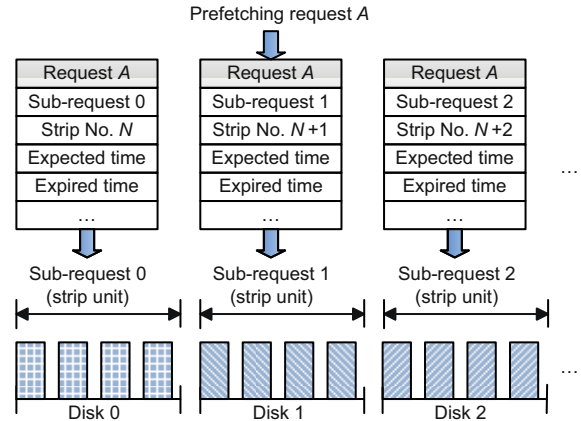 Prefetching request A
Request A Request A Request A
Sub-request 0 Sub-request 1 Sub-request 2
Strip No. N Strip No. N+1 Strip No. N+2
Expected time Expected time Expected time
Expired time Expired time Expired time
... ... ... ...
Sub-request 0 Sub-request 1 Sub-request 2
(strip unit) (strip unit) (strip unit)
...
Disk 0 Disk 1 Disk 2